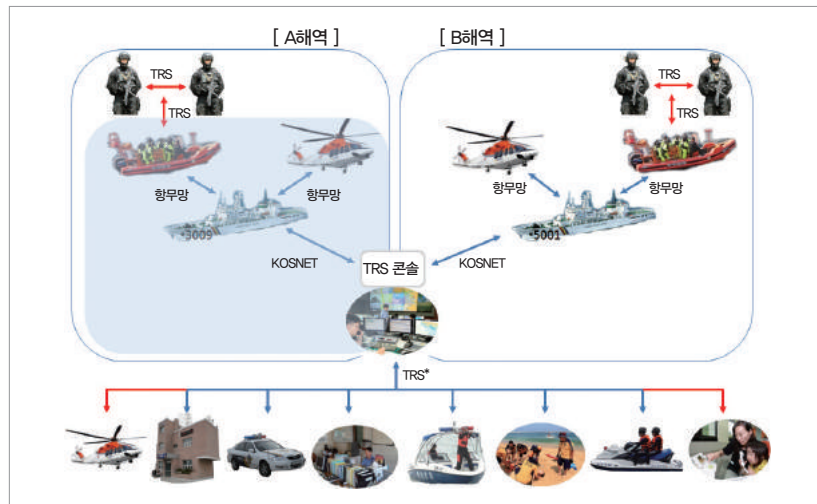 [ A해역 ]
[ B해역 ]
TRS
TRS
TRS
TRS
항무망
항무망
항무망
항무망
3009
5001
KOSNET
TRS 콘솔
KOSNET
TRS*